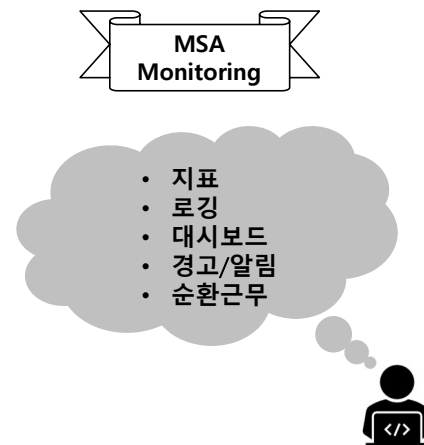 MSA
Monitoring
• 지표
• 로깅
• 대시보드
• 경고/알림
• 순환근무
</>